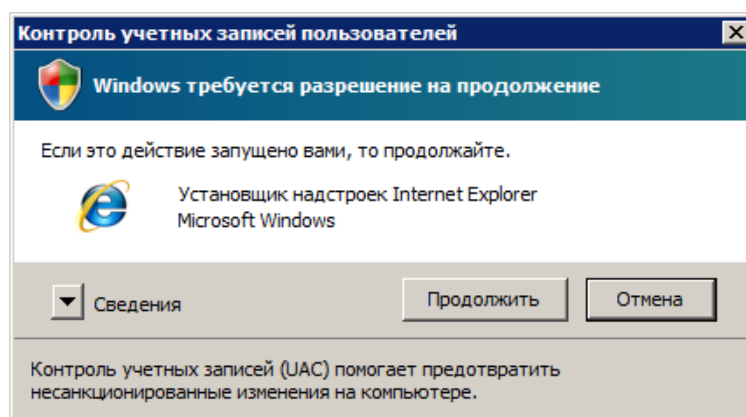 Контроль учетных записей пользователей
Windows требуется разрешение на продолжение
Если это действие запущено вами, то продолжайте.
Установщик надстроек Internet Explorer
Microsoft Windows
Сведения
Продолжить
Отмена
Контроль учетных записей (UAC) помогает предотвратить
несанкционированные изменения на компьютере.